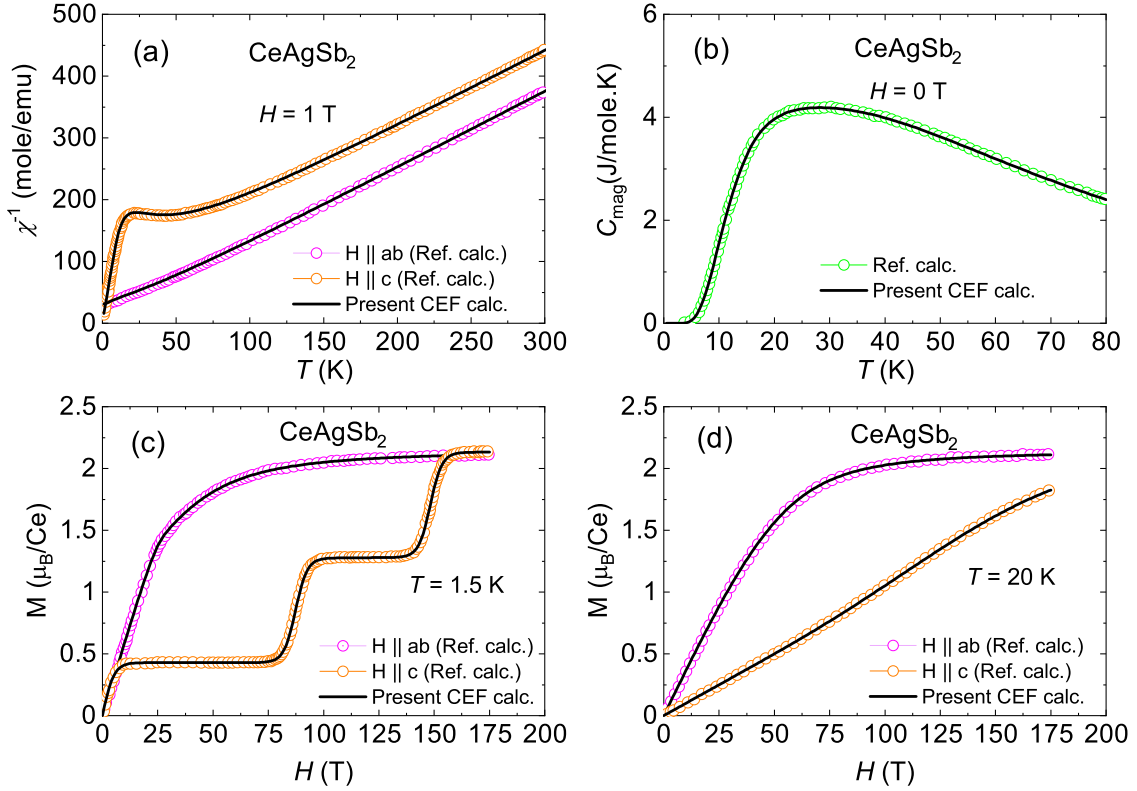 (a)
CeAgSb2
H = 1 T
χ-1 (mole/emu)
500
400
300
200
100
0
H || ab (Ref. calc.)
H || c (Ref. calc.)
Present CEF calc.
0 50 100 150 200 250 300
T (K)
(b)
CeAgSb2
H = 0 T
Cmag(J/mole.K)
6
4
2
0
Ref. calc.
Present CEF calc.
0 10 20 30 40 50 60 70 80
T (K)
(c)
CeAgSb2
M (μB/Ce)
2.5
2
1.5
1
0.5
0
T = 1.5 K
H || ab (Ref. calc.)
H || c (Ref. calc.)
Present CEF calc.
0 25 50 75 100 125 150 175 200
H (T)
(d)
CeAgSb2
M (μB/Ce)
2.5
2
1.5
1
0.5
0
T = 20 K
H || ab (Ref. calc.)
H || c (Ref. calc.)
Present CEF calc.
0 25 50 75 100 125 150 175 200
H (T)